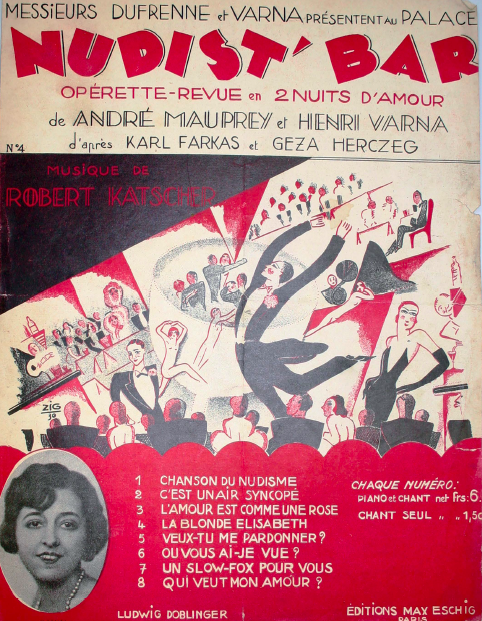 MESSIEURS DUFRENNE et VARNA PRÉSENTENT AU PALACE
NUDIST' BAR
OPÉRETTE-REVUE en 2 NUITS D'AMOUR
de ANDRÉ MAUPREY et HENRI VARNA
d'après KARL FARKAS et GEZA HERCZEG
N°4
MUSIQUE DE
ROBERT KATSCHER
ZIG
30
1 CHANSON DU NUDISME
2 C'EST UN AIR SYNCOPÉ
3 L'AMOUR EST COMME UNE ROSE
4 LA BLONDE ELISABETH
5 VEUX-TU ME PARDONNER?
6 OU VOUS AI-JE VUE?
7 UN SLOW-FOX POUR VOUS
8 QUI VEUT MON AMOUR?
CHAQUE NUMÉRO:
PIANO et CHANT net Frs: 6.
CHANT SEUL " " 1,50
LUDWIG DOBLINGER
ÉDITIONS MAX ESCHIG
PARIS